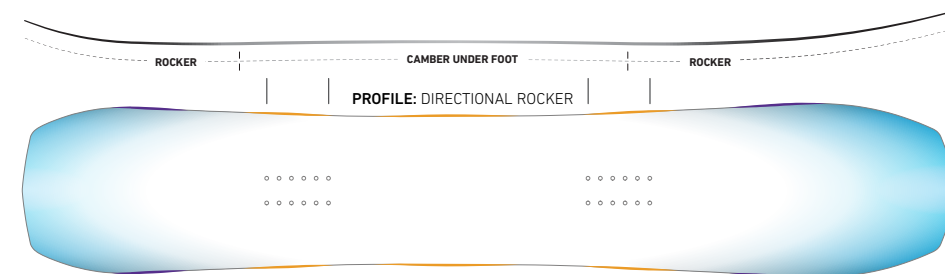 ROCKER
CAMBER UNDER FOOT
ROCKER
PROFILE: DIRECTIONAL ROCKER